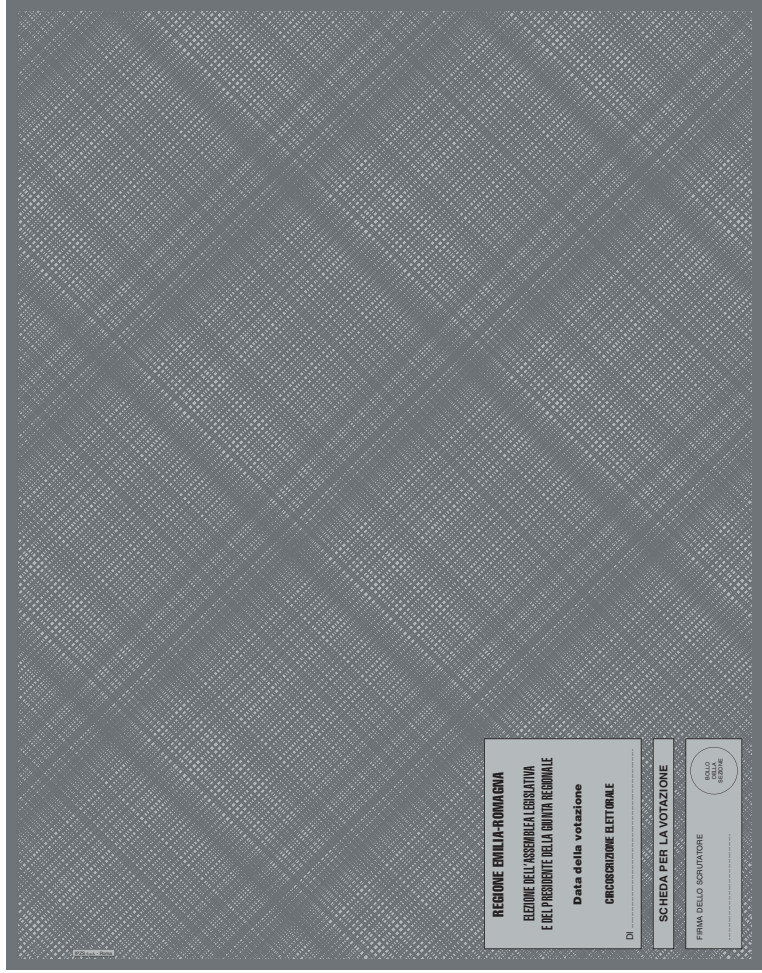 REGIONE EMILIA-ROMAGNA
ELEZIONE DELL'ASSEMBLEA LEGISLATIVA
E DEL PRESIDENTE DELLA GIUNTA REGIONALE
Data della votazione
CIRCOSCRIZIONE ELETTORALE
DI
SCHEDA PER LA VOTAZIONE
BOLLO
DELLA
SEZIONE
FIRMA DELLO SCRUTATORE